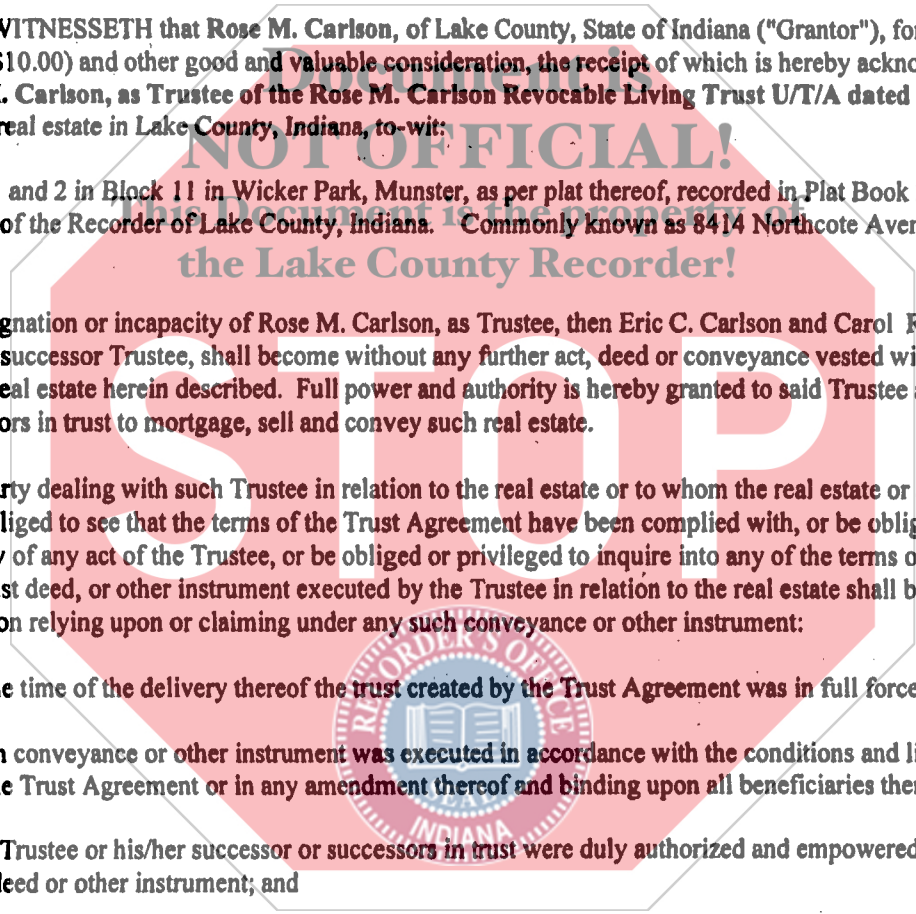 WITNESSETH that Rose M. Carlson, of Lake County, State of Indiana ("Grantor"), for
$10.00) and other good and valuable consideration, the receipt of which is hereby ackno
. Carlson, as Trustee of the Rose M. Carlson Revocable Living Trust U/T/A dated
real estate in Lake County, Indiana, to-wit:
Document is
NOT OFFICIAL!
and 2 in Block 11 in Wicker Park, Munster, as per plat thereof, recorded in Plat Book
This Document is the property of
of the Recorder of Lake County, Indiana. Commonly known as 8414 Northcote Aven
the Lake County Recorder!
gnation or incapacity of Rose M. Carlson, as Trustee, then Eric C. Carlson and Carol
successor Trustee, shall become without any further act, deed or conveyance vested wi
eal estate herein described. Full power and authority is hereby granted to said Trustee
ors in trust to mortgage, sell and convey such real estate.
STOP
rty dealing with such Trustee in relation to the real estate or to whom the real estate or
liged to see that the terms of the Trust Agreement have been complied with, or be oblig
of any act of the Trustee, or be obliged or privileged to inquire into any of the terms o
st deed, or other instrument executed by the Trustee in relation to the real estate shall b
on relying upon or claiming under any such conveyance or other instrument:
RECORDER'S OFFICE
e time of the delivery thereof the trust created by the Trust Agreement was in full force
n conveyance or other instrument was executed in accordance with the conditions and li
e Trust Agreement or in any amendment thereof and binding upon all beneficiaries ther
SEAL
INDIANA
Trustee or his/her successor or successors in trust were duly authorized and empowered
deed or other instrument; and